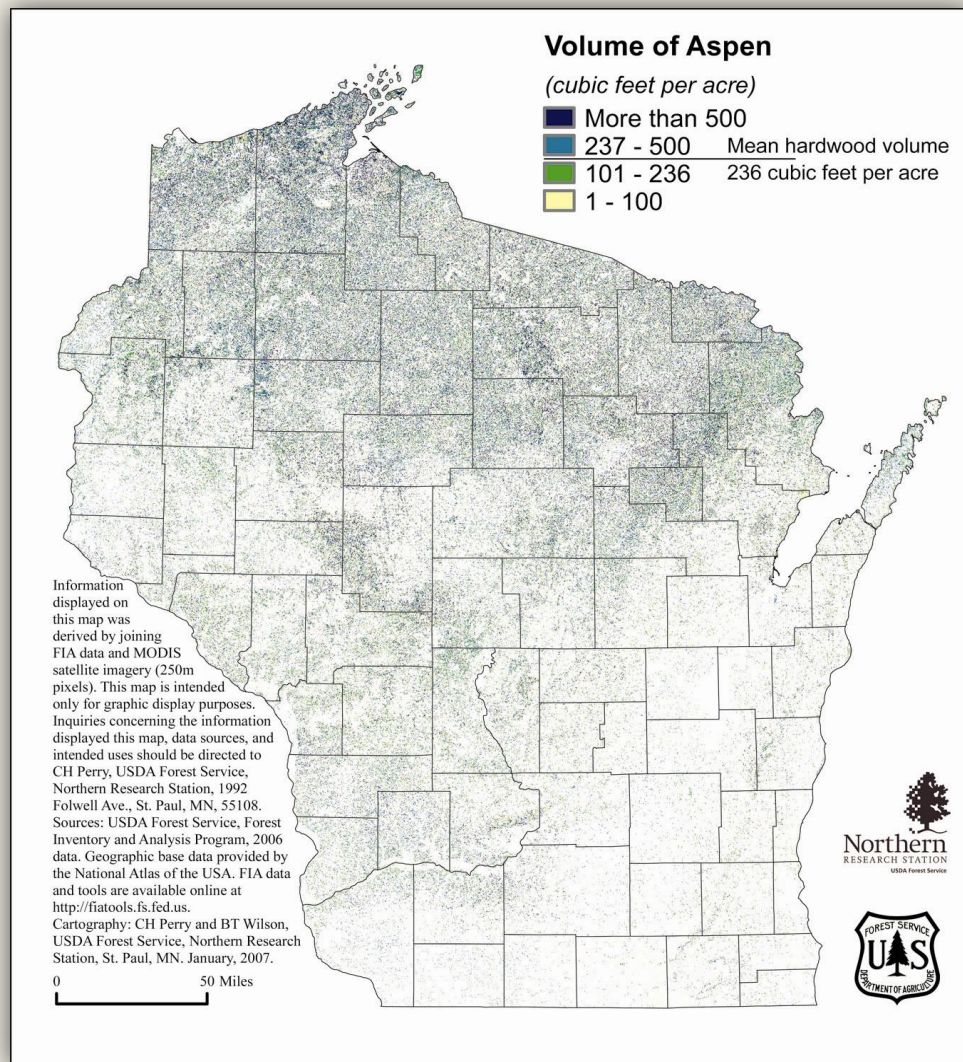 Volume of Aspen
(cubic feet per acre)
More than 500
237 - 500 Mean hardwood volume
101 - 236 236 cubic feet per acre
1 - 100
Information
displayed on
this map was
derived by joining
FIA data and MODIS
satellite imagery (250m
pixels). This map is intended
only for graphic display purposes.
Inquiries concerning the information
displayed this map, data sources, and
intended uses should be directed to
CH Perry, USDA Forest Service,
Northern Research Station, 1992
Folwell Ave., St. Paul, MN, 55108.
Sources: USDA Forest Service, Forest
Inventory and Analysis Program, 2006
data. Geographic base data provided by
the National Atlas of the USA. FIA data
and tools are available online at
http://fiatools.fs.fed.us.
Cartography: CH Perry and BT Wilson,
USDA Forest Service, Northern Research
Station, St. Paul, MN. January, 2007.
0 50 Miles
Northern
RESEARCH STATION
USDA Forest Service
FOREST SERVICE
US
DEPARTMENT OF AGRICULTURE